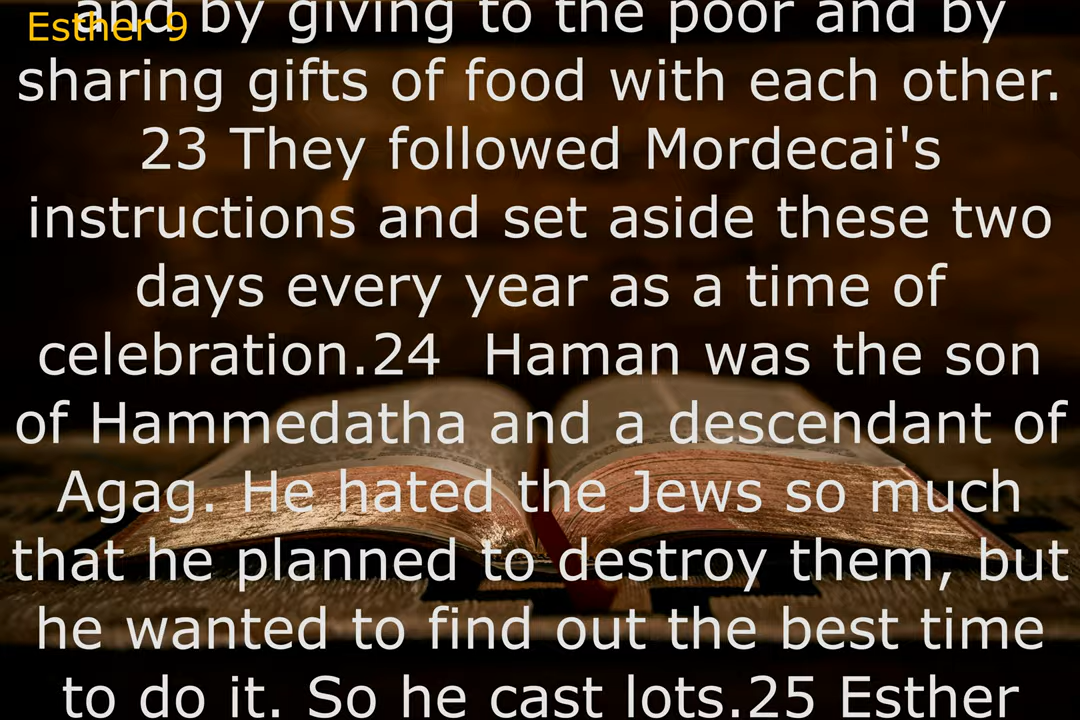 Esther 9
and by giving to the poor and by
sharing gifts of food with each other.
23 They followed Mordecai's
instructions and set aside these two
days every year as a time of
celebration.24  Haman was the son
of Hammedatha and a descendant of
Agag. He hated the Jews so much
that he planned to destroy them, but
he wanted to find out the best time
to do it. So he cast lots.25 Esther